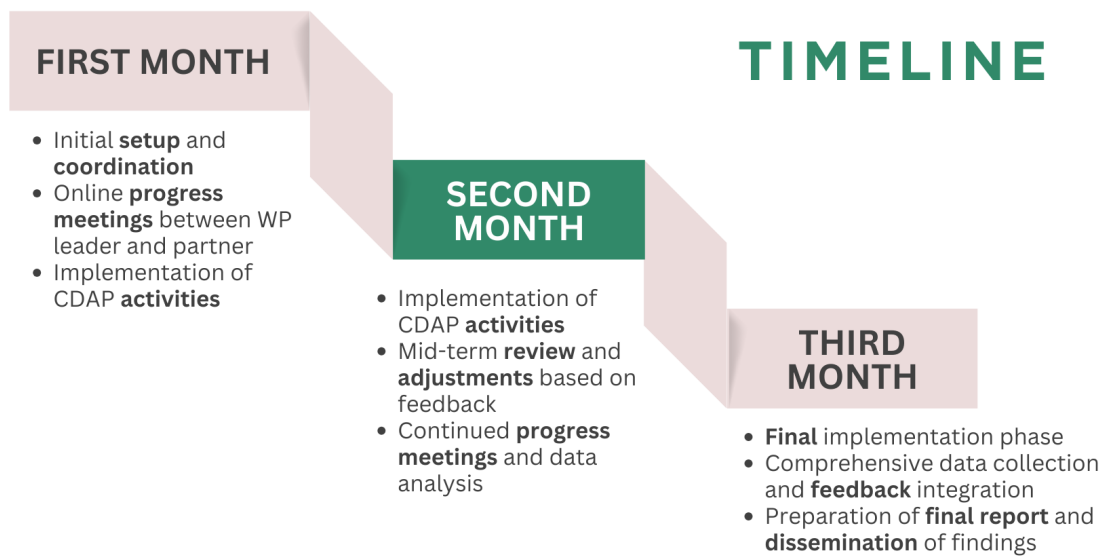 TIMELINE
FIRST MONTH
• Initial setup and
coordination
• Online progress
meetings between WP
leader and partner
• Implementation of
CDAP activities
SECOND
MONTH
• Implementation of
CDAP activities
• Mid-term review and
adjustments based on
feedback
• Continued progress
meetings and data
analysis
THIRD
MONTH
• Final implementation phase
• Comprehensive data collection
and feedback integration
• Preparation of final report and
dissemination of findings